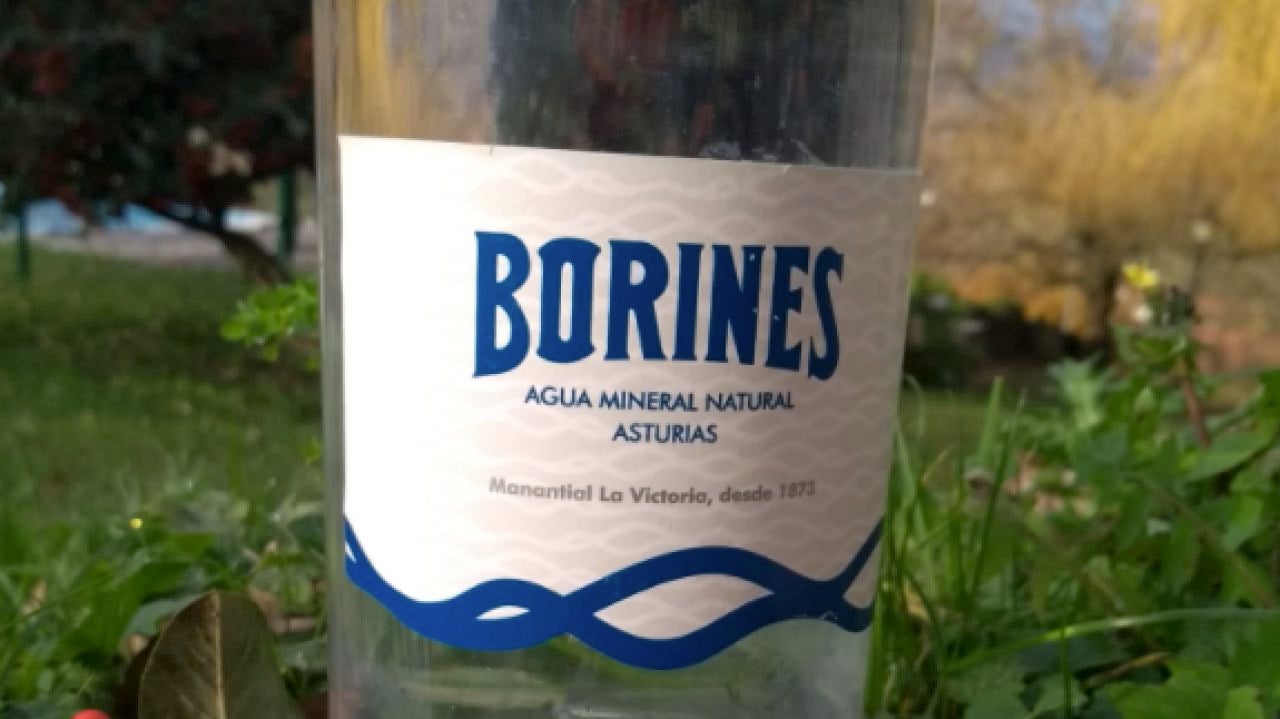 BORINES
AGUA MINERAL NATURAL
ASTURIAS
Manantial La Victoria, desde 1873